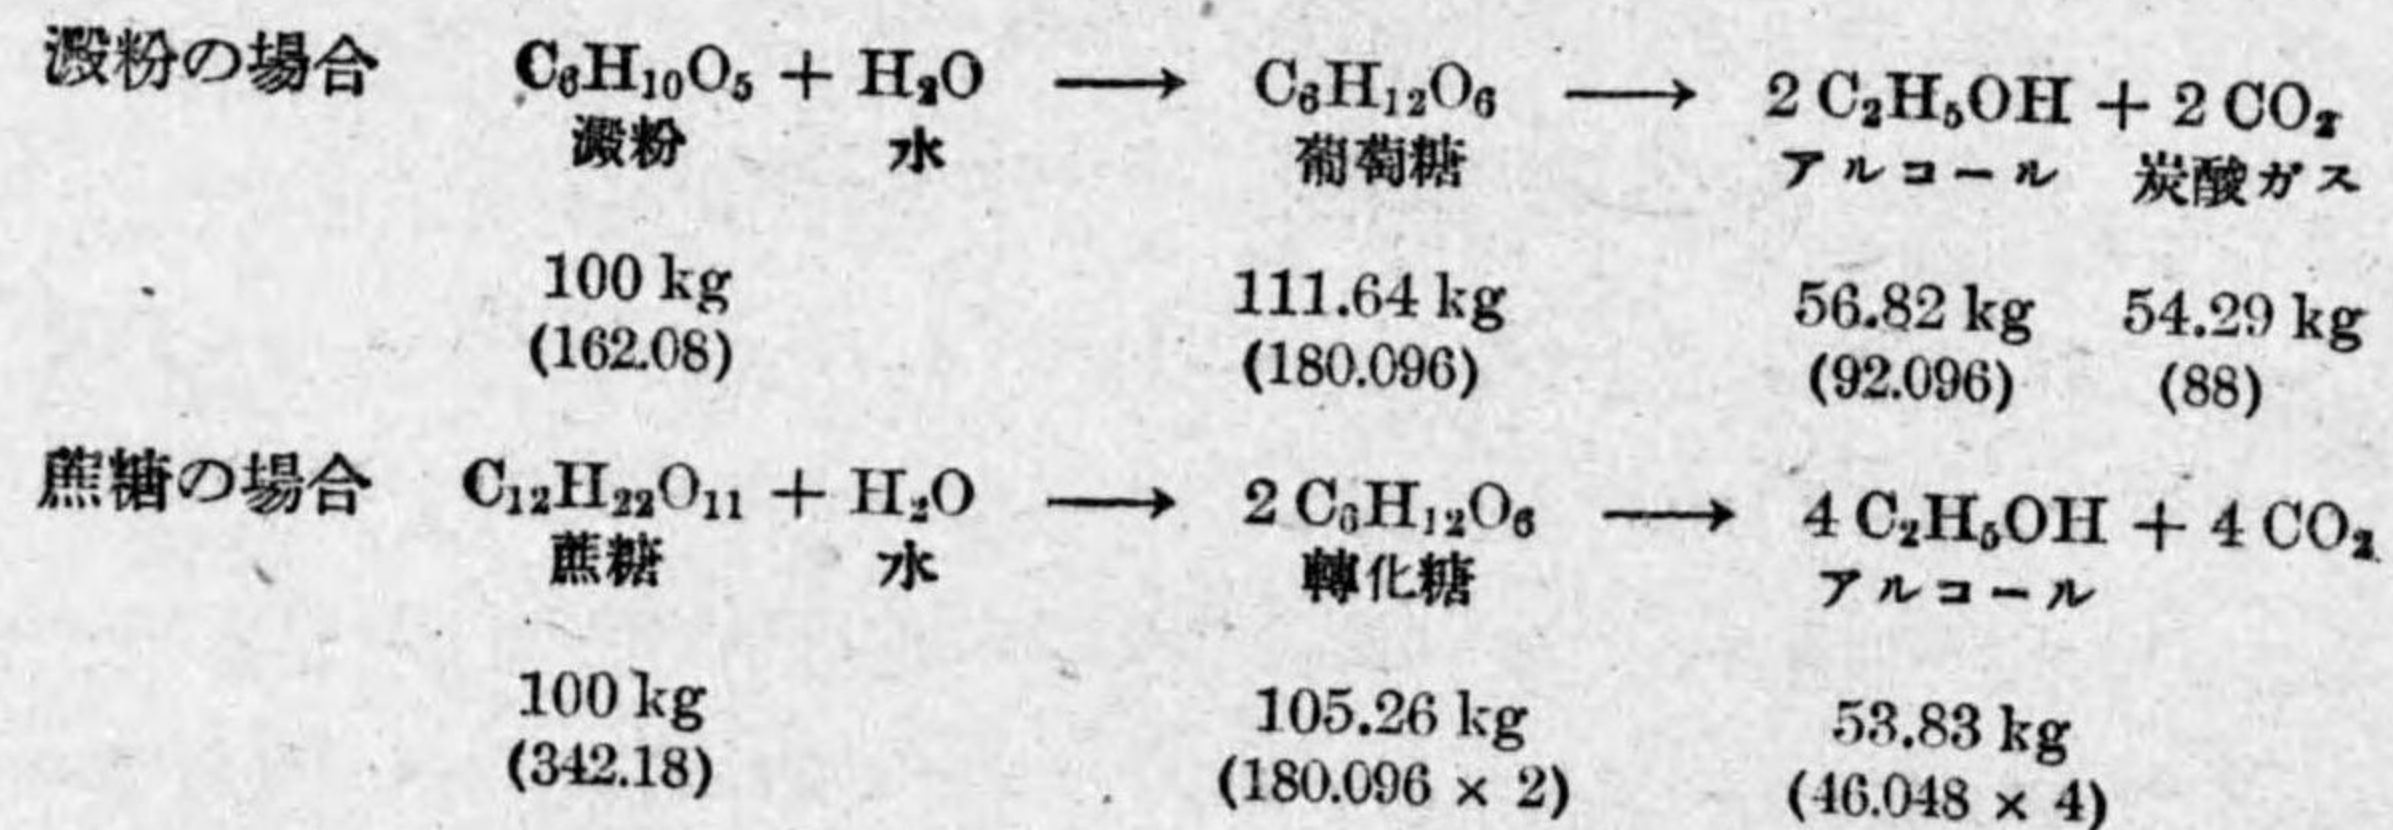 澱粉の場合 C₆H₁₀O₅ + H₂O ⟶ C₆H₁₂O₆ ⟶ 2 C₂H₅OH + 2 CO₂
澱粉 水 葡萄糖 アルコール 炭酸ガス
100 kg 111.64 kg 56.82 kg 54.29 kg
(162.08) (180.096) (92.096) (88)
蔗糖の場合 C₁₂H₂₂O₁₁ + H₂O ⟶ 2 C₆H₁₂O₆ ⟶ 4 C₂H₅OH + 4 CO₂
蔗糖 水 轉化糖 アルコール
100 kg 105.26 kg 53.83 kg
(342.18) (180.096 × 2) (46.048 × 4)